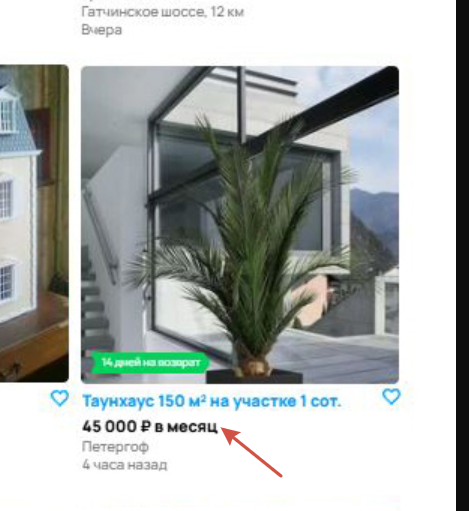 Гатчинское шоссе, 12 км
Вчера
14 дней на возврат
Таунхаус 150 м² на участке 1 сот.
45 000 ₽ в месяц
Петергоф
4 часа назад